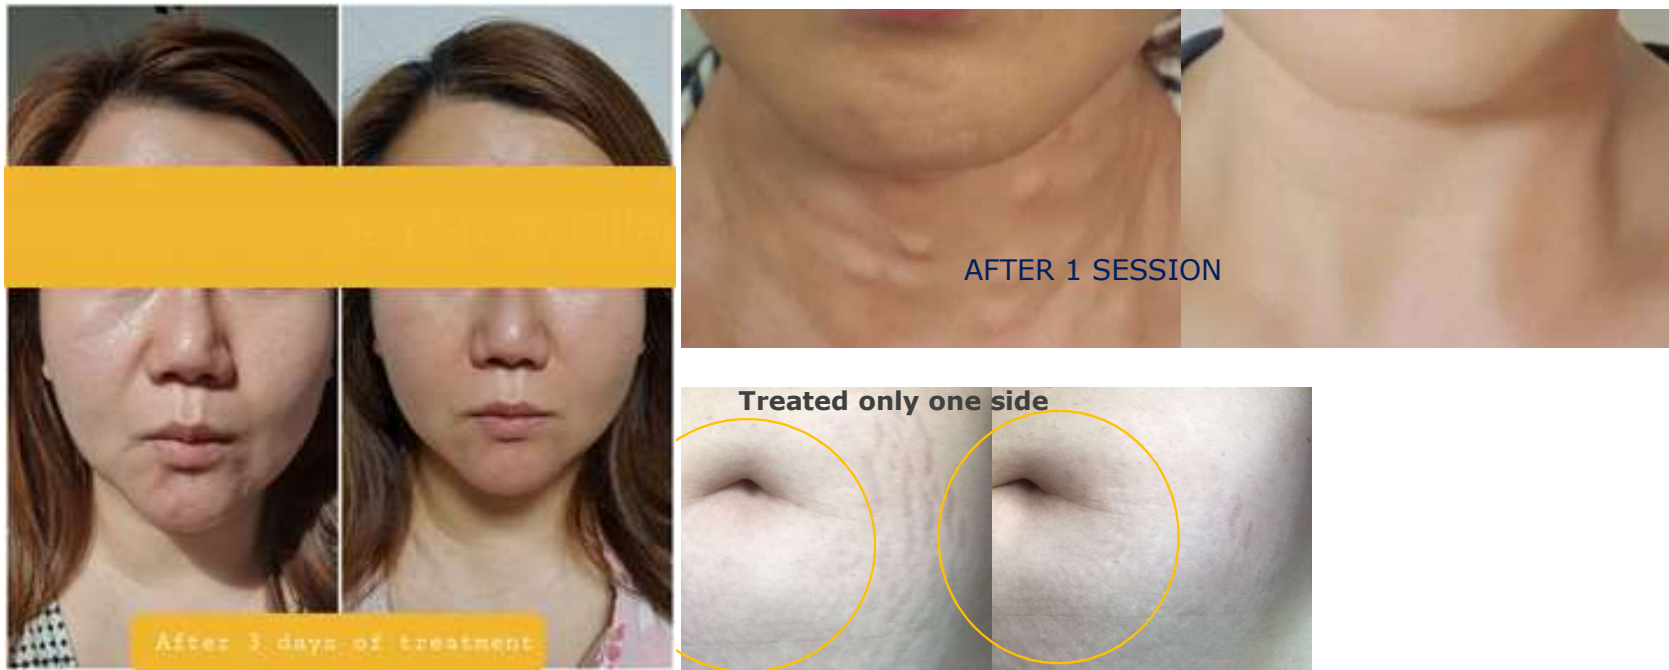 After 3 days of treatment
AFTER 1 SESSION
Treated only one side